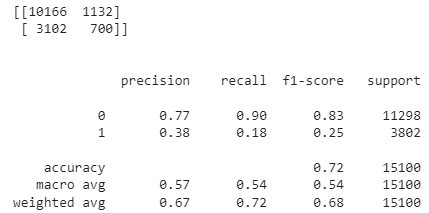 [[10166 1132]
[ 3102 700]]
precision recall f1-score support
0 0.77 0.90 0.83 11298
1 0.38 0.18 0.25 3802
accuracy 0.72 15100
macro avg 0.57 0.54 0.54 15100
weighted avg 0.67 0.72 0.68 15100